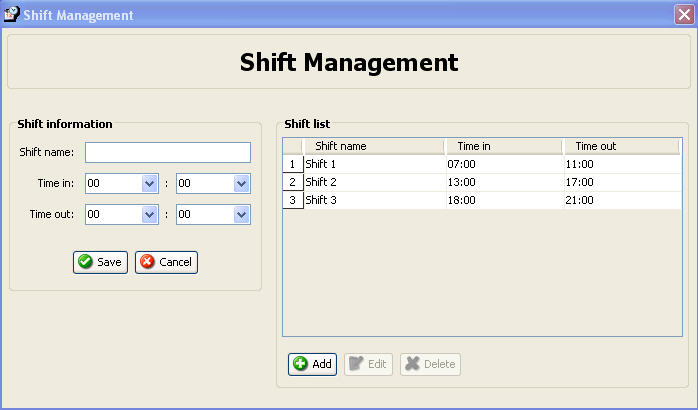 Shift Management
Shift Management
Shift information
Shift name:
Time in: 00 : 00
Time out: 00 : 00
Save Cancel
Shift list
Shift name Time in Time out
1 Shift 1 07:00 11:00
2 Shift 2 13:00 17:00
3 Shift 3 18:00 21:00
Add Edit Delete